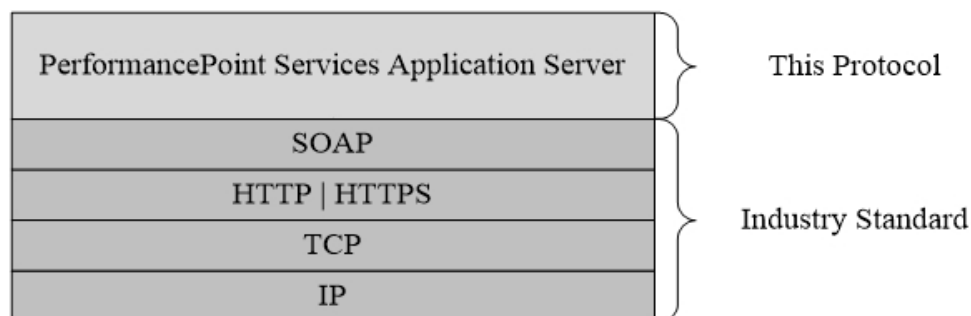 PerformancePoint Services Application Server
This Protocol
SOAP
HTTP | HTTPS
TCP
IP
Industry Standard